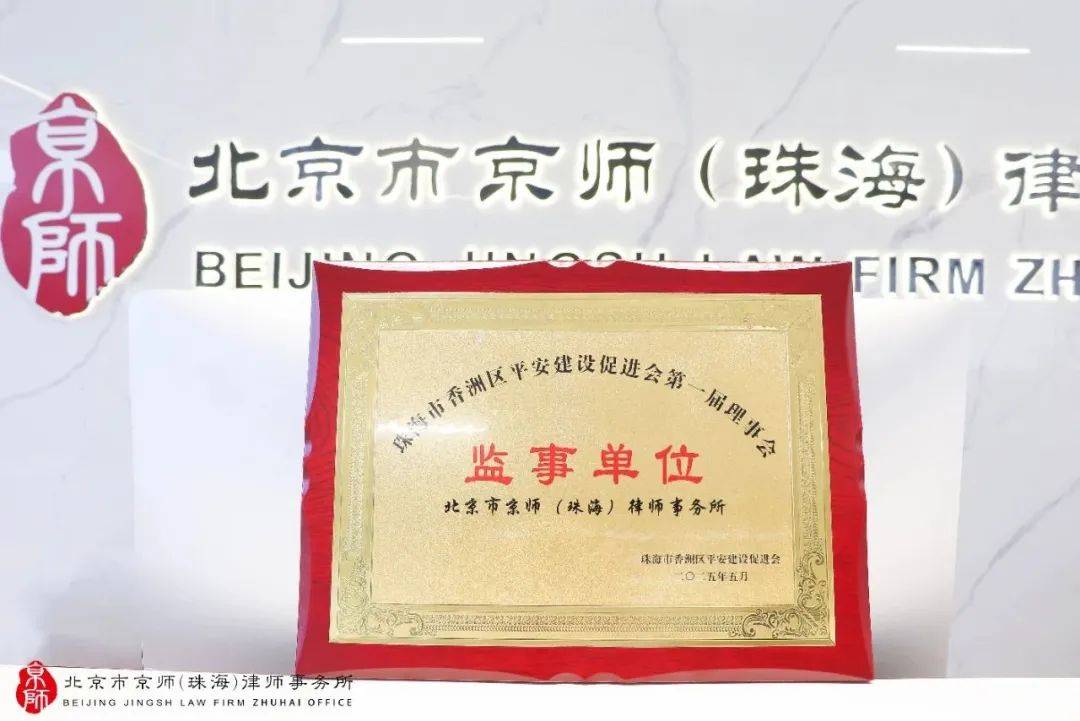 京師
北京市京师（珠海）律
BEIJING JINGSH LAW FIRM ZH
珠海市香洲区平安建设促进会第一届理事会
监事单位
北京市京师（珠海）律师事务所
珠海市香洲区平安建设促进会
二〇二五年五月
京師
北京市京师(珠海)律师事务所
BEIJING JINGSH LAW FIRM ZHUHAI OFFICE